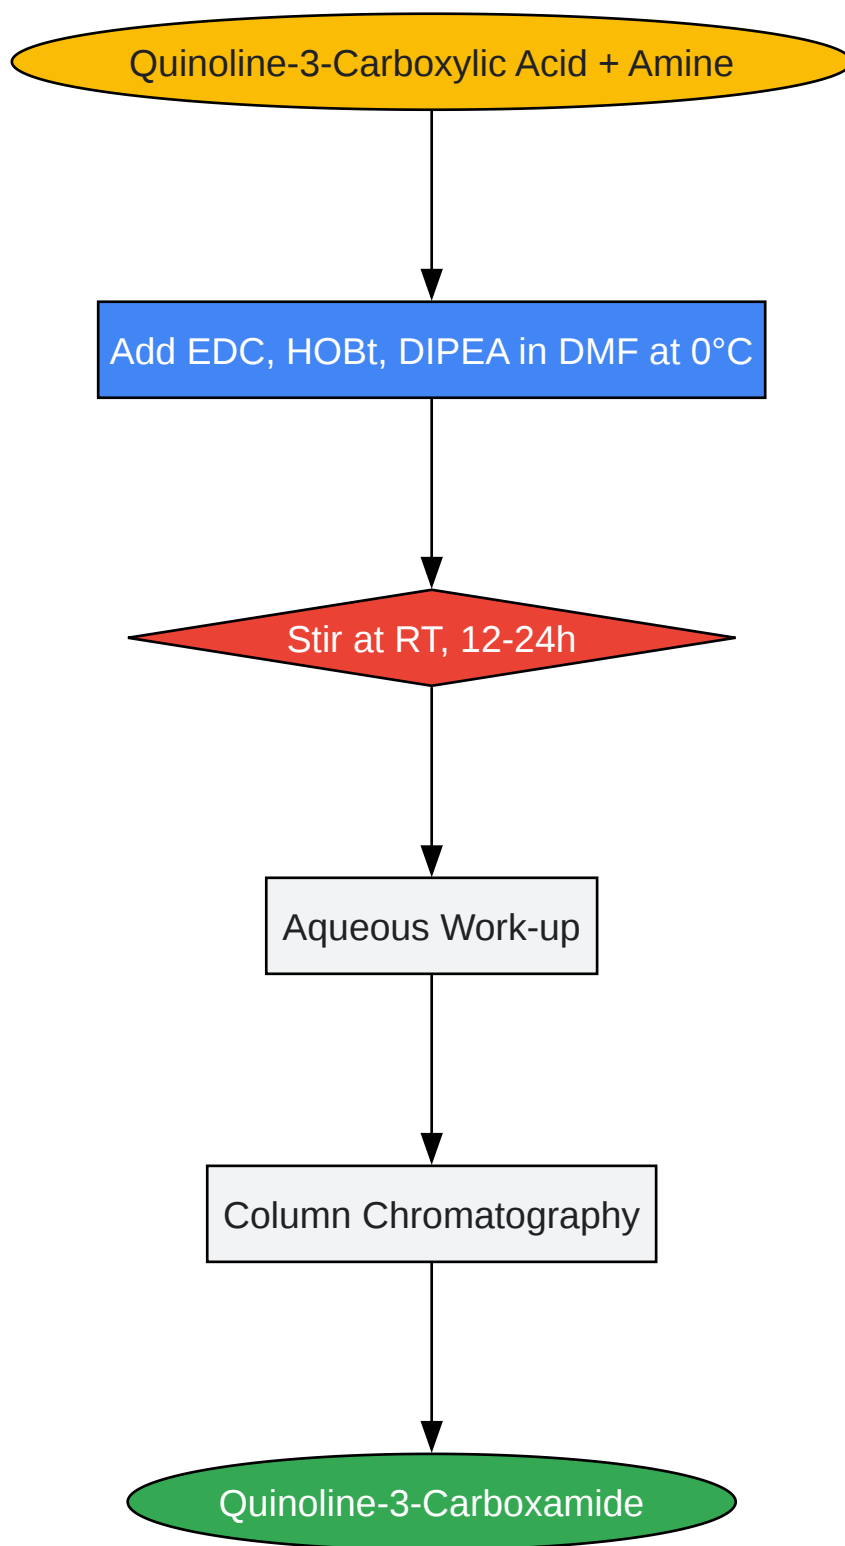 Quinoline-3-Carboxylic Acid + Amine
Add EDC, HOBt, DIPEA in DMF at 0°C
Stir at RT, 12-24h
Aqueous Work-up
Column Chromatography
Quinoline-3-Carboxamide